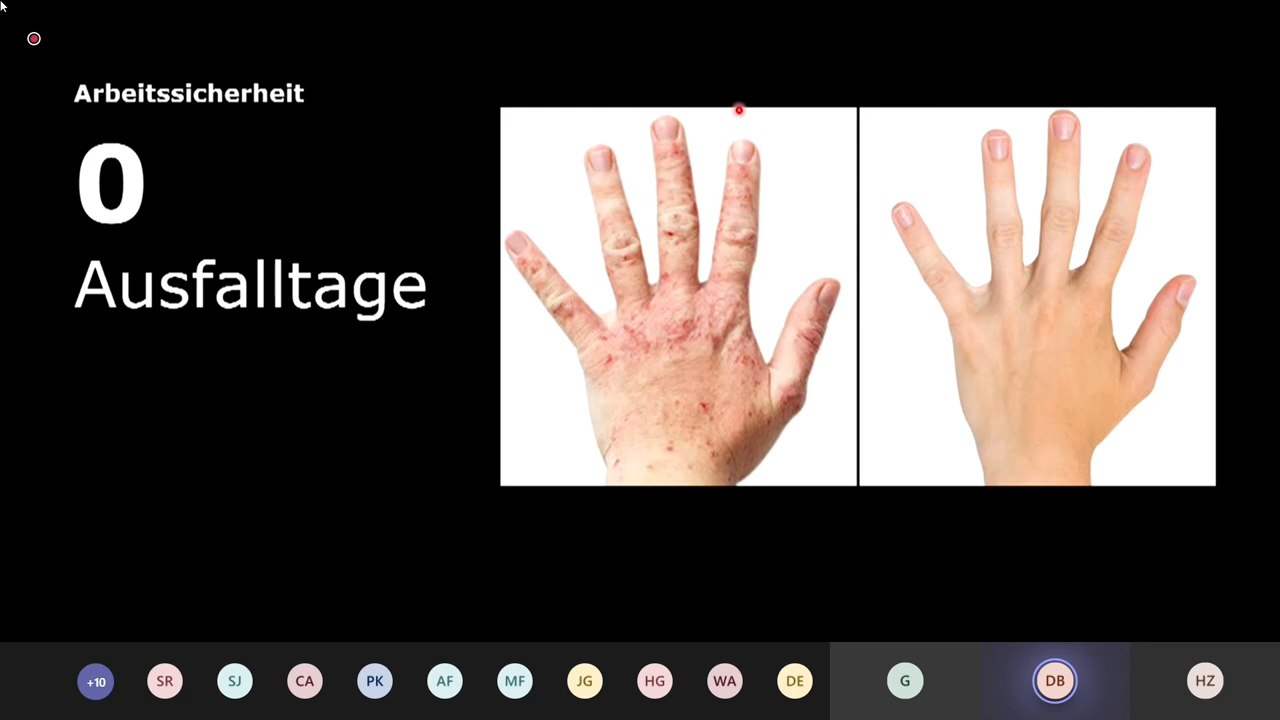 Arbeitssicherheit
0
Ausfalltage
+10 SR SJ CA PK AF MF JG HG WA DE G DB HZ